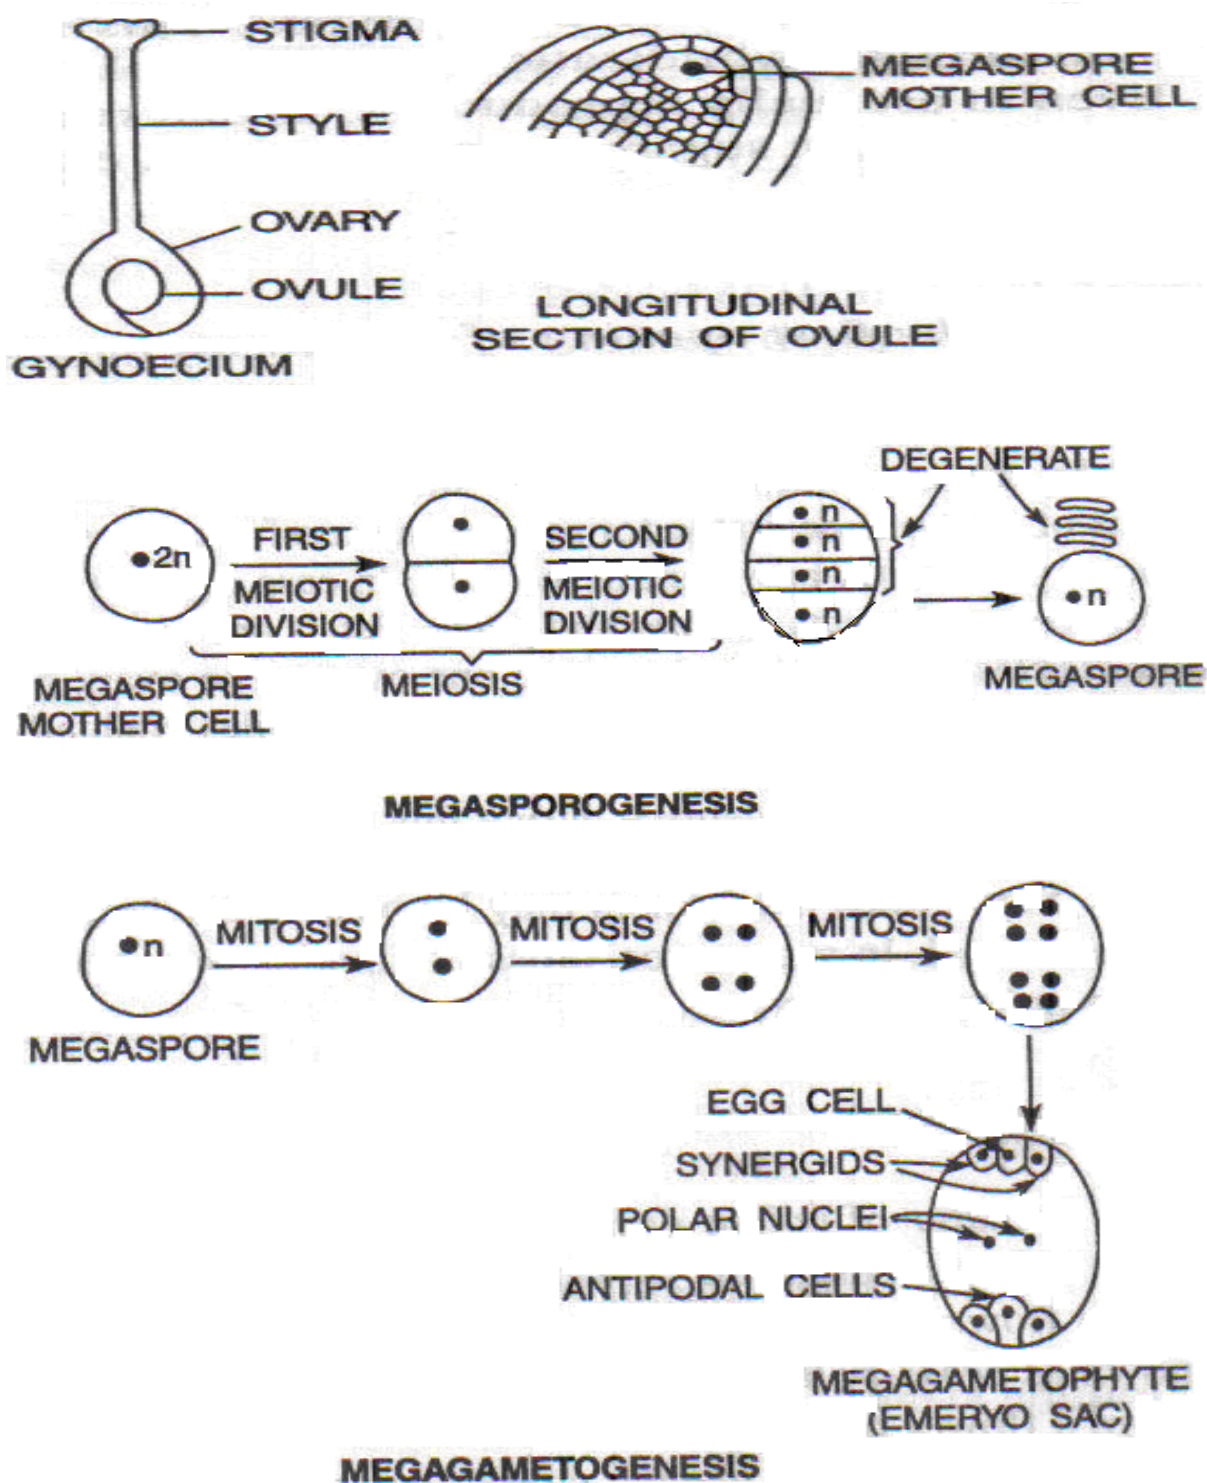 STIGMA
STYLE
OVARY
OVULE
GYNOECIUM
MEGASPORE
MOTHER CELL
LONGITUDINAL
SECTION OF OVULE
DEGENERATE
2n
FIRST
MEIOTIC
DIVISION
SECOND
MEIOTIC
DIVISION
n
n
n
n
n
MEGASPORE
MOTHER CELL
MEIOSIS
MEGASPORE
MEGASPOROGENESIS
n
MITOSIS
MITOSIS
MITOSIS
MEGASPORE
EGG CELL
SYNERGIDS
POLAR NUCLEI
ANTIPODAL CELLS
MEGAGAMETOPHYTE
(EMERYO SAC)
MEGAGAMETOGENESIS